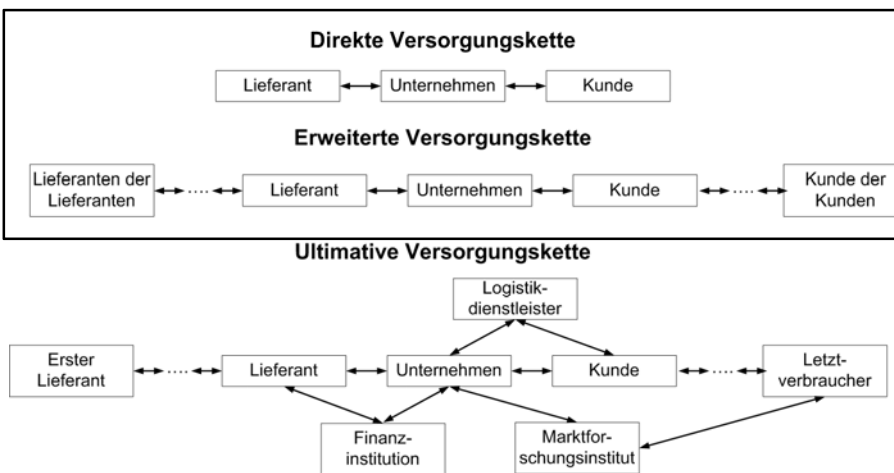 Direkte Versorgungskette
Lieferant Unternehmen Kunde
Erweiterte Versorgungskette
Lieferanten der
Lieferanten
.... Lieferant Unternehmen Kunde ....
Kunde der
Kunden
Ultimative Versorgungskette
Logistik-
dienstleister
Erster
Lieferant
.... Lieferant Unternehmen Kunde ....
Letzt-
verbraucher
Finanz-
institution
Marktfor-
schungsinstitut